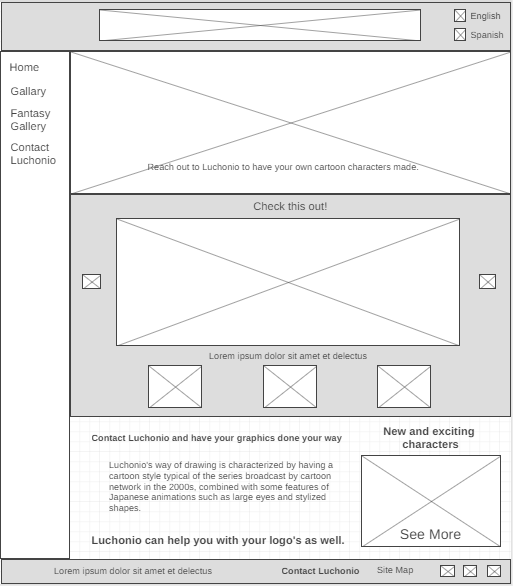 English
Spanish
Home
Gallary
Fantasy
Gellery
Contact
Luchonio
Reach out to Luchonio to have your own cartoon characters made.
Check this out!
Lorem ipsum dolor sit amet et delectus
Contact Luchonio and have your graphics done your way
Luchonio's way of drawing is characterized by having a
cartoon style typical of the series broadcast by cartoon
network in the 2000s, combined with some features of
Japanese animations such as large eyes and stylized
shapes.
Luchonio can help you with your logo's as well.
New and exciting
characters
See More
Lorem ipsum dolor sit amet et delectus
Contact Luchonio
Site Map